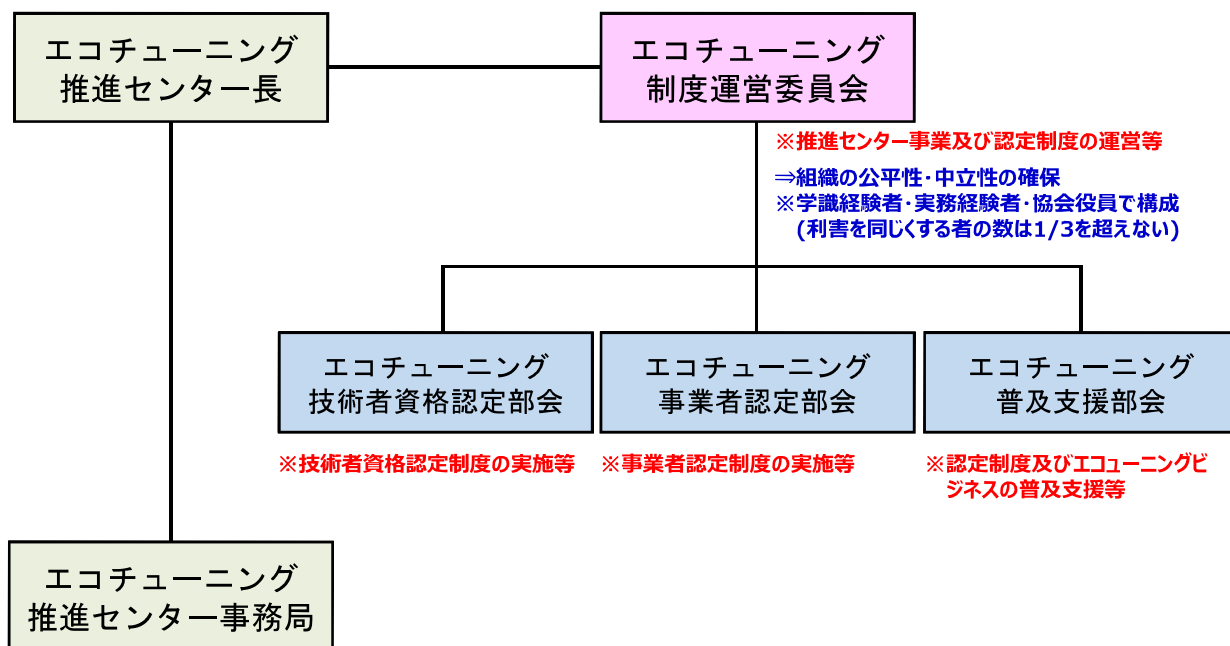 エコチューニング
推進センター長
エコチューニング
制度運営委員会
※推進センター事業及び認定制度の運営等
⇒組織の公平性・中立性の確保
※学識経験者・実務経験者・協会役員で構成
(利害を同じくする者の数は1/3を超えない)
エコチューニング
技術者資格認定部会
エコチューニング
事業者認定部会
エコチューニング
普及支援部会
※技術者資格認定制度の実施等
※事業者認定制度の実施等
※認定制度及びエコューニングビ
ジネスの普及支援等
エコチューニング
推進センター事務局